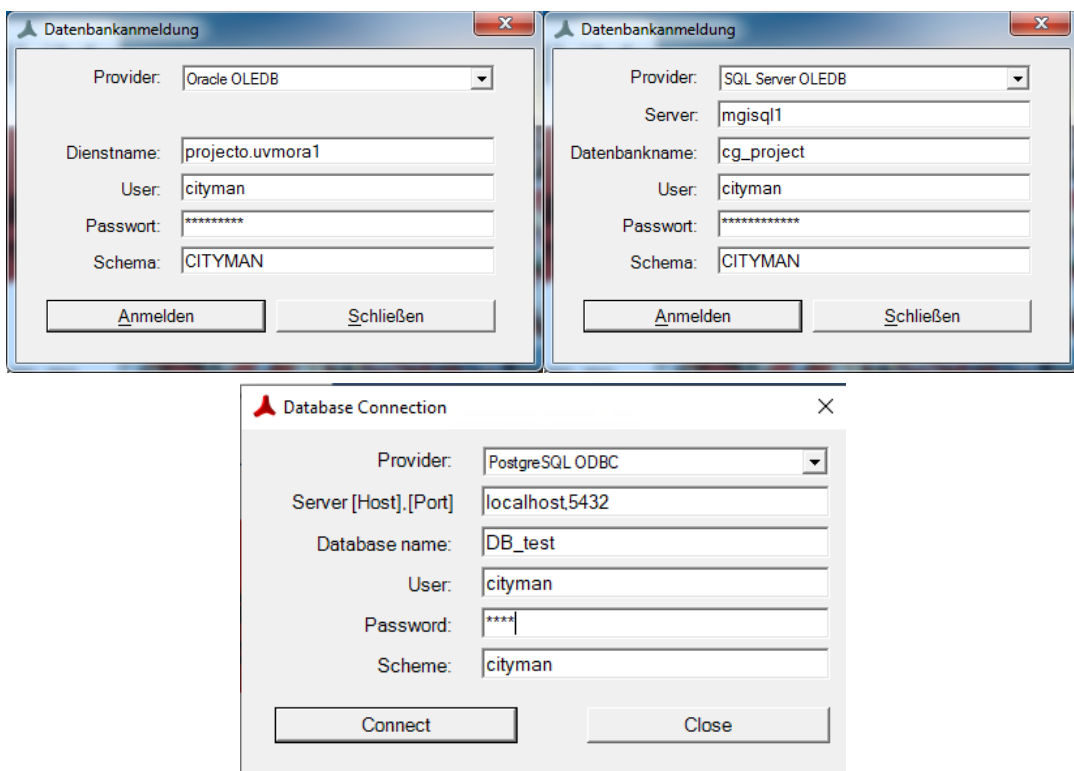 Datenbankanmeldung
Provider: Oracle OLEDB
Dienstname: projecto.uvmora1
User: cityman
Passwort: *********
Schema: CITYMAN
Anmelden Schließen
Datenbankanmeldung
Provider: SQL Server OLEDB
Server: mgisql1
Datenbankname: cg_project
User: cityman
Passwort: ************
Schema: CITYMAN
Anmelden Schließen
Database Connection
Provider: PostgreSQL ODBC
Server [Host],[Port] localhost,5432
Database name: DB_test
User: cityman
Password: ****
Scheme: cityman
Connect Close